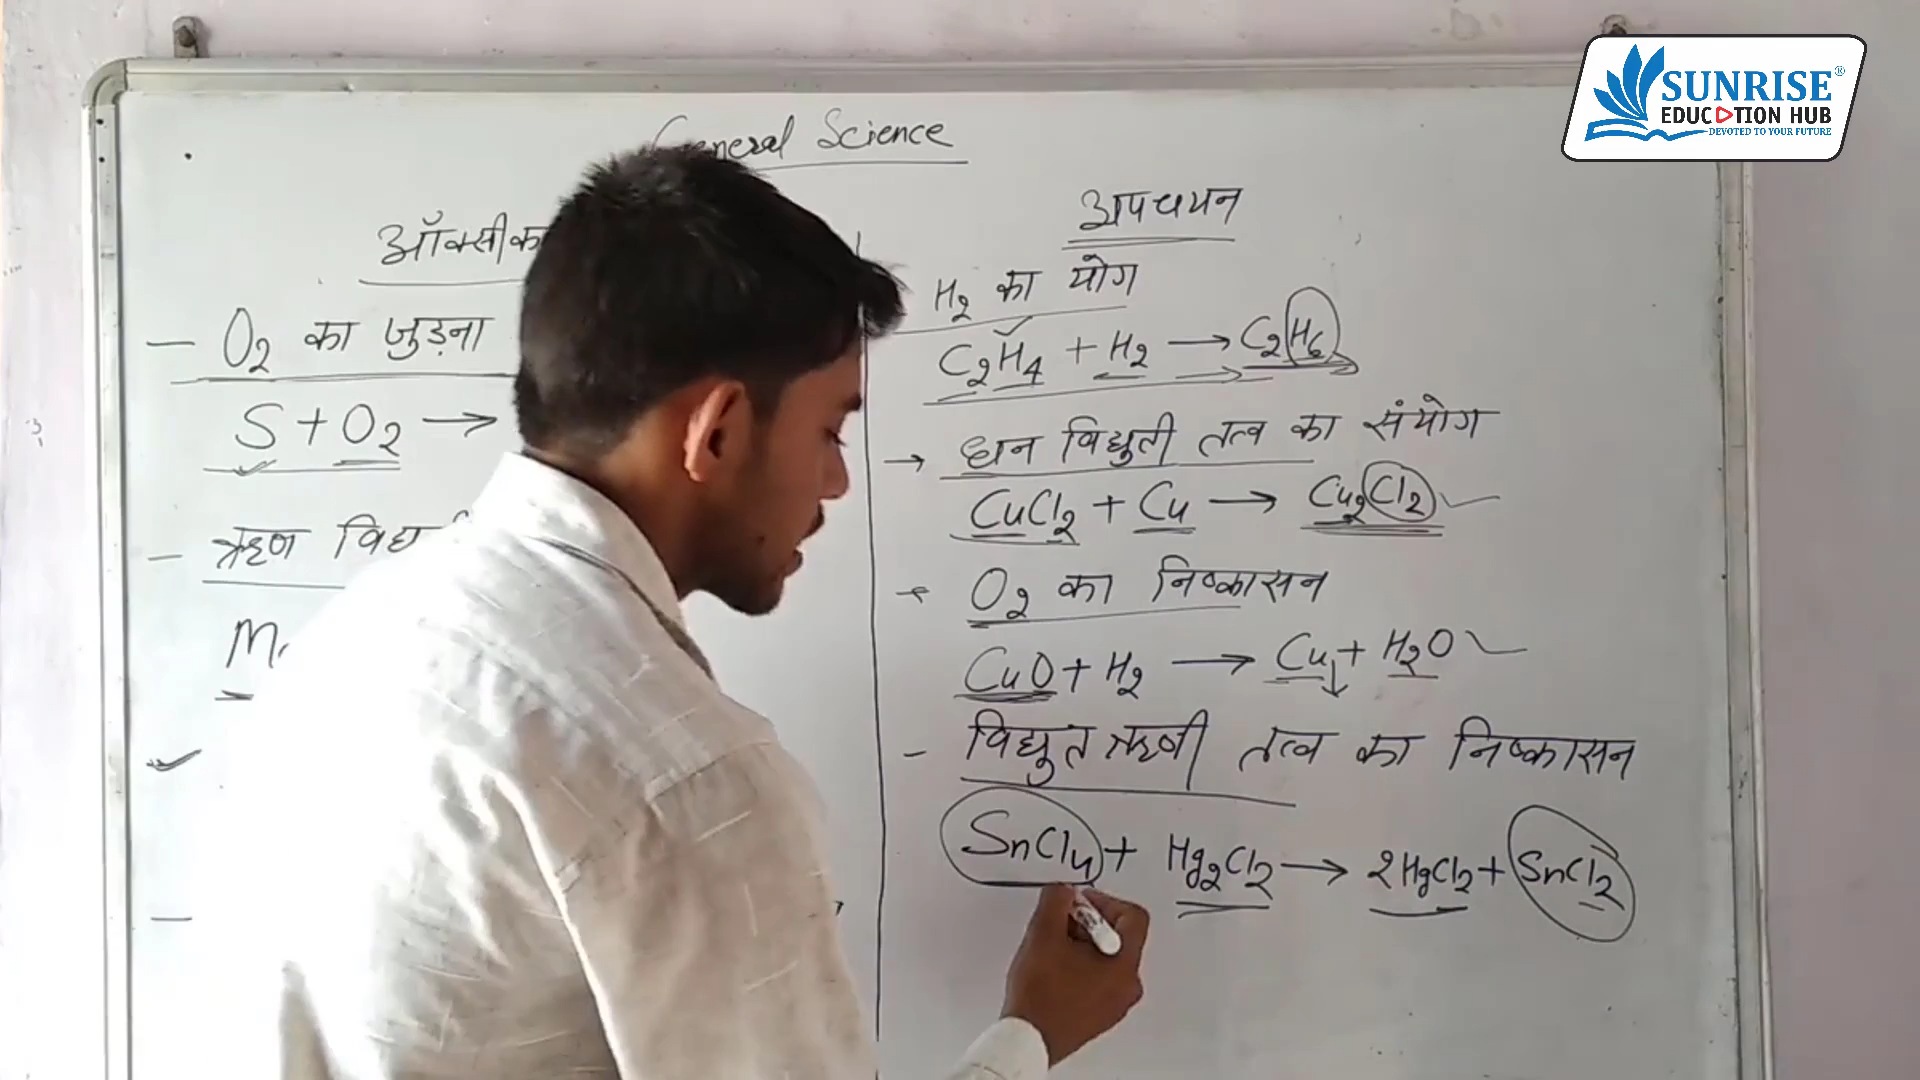 SUNRISE®
EDUCATION HUB
DEVOTED TO YOUR FUTURE
General Science
O2 का जुड़ना
S + O2 →
ऋण
अपचयन
H2 का योग
C2H4 + H2 → C2H6
धन विद्युती तत्व का संयोग
CuCl2 + Cu → Cu2Cl2
O2 का निष्कासन
CuO + H2 → Cu + H2O
विद्युत ऋणी तत्व का निष्कासन
SnCl4 + Hg2Cl2 → 2HgCl2 + SnCl2